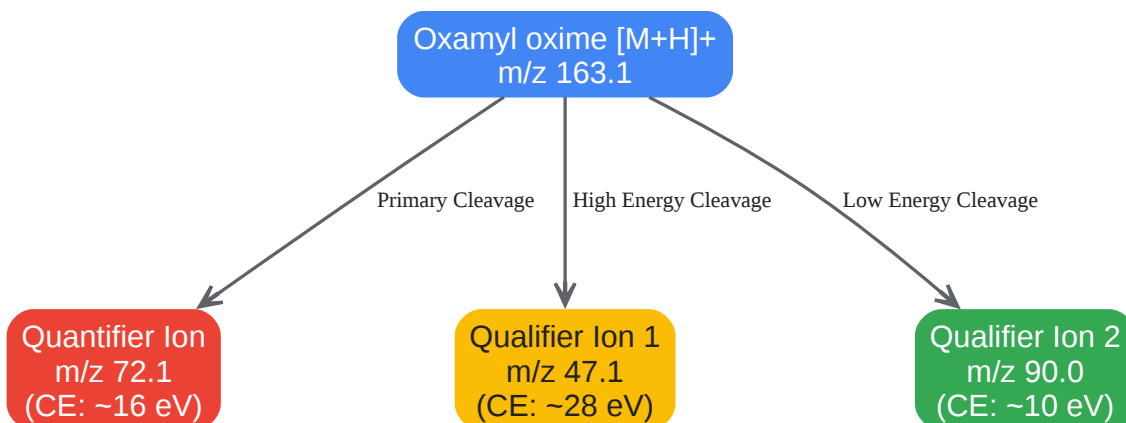 Oxamyl oxime [M+H]+
m/z 163.1
Primary Cleavage
High Energy Cleavage
Low Energy Cleavage
Quantifier Ion
m/z 72.1
(CE: ~16 eV)
Qualifier Ion 1
m/z 47.1
(CE: ~28 eV)
Qualifier Ion 2
m/z 90.0
(CE: ~10 eV)